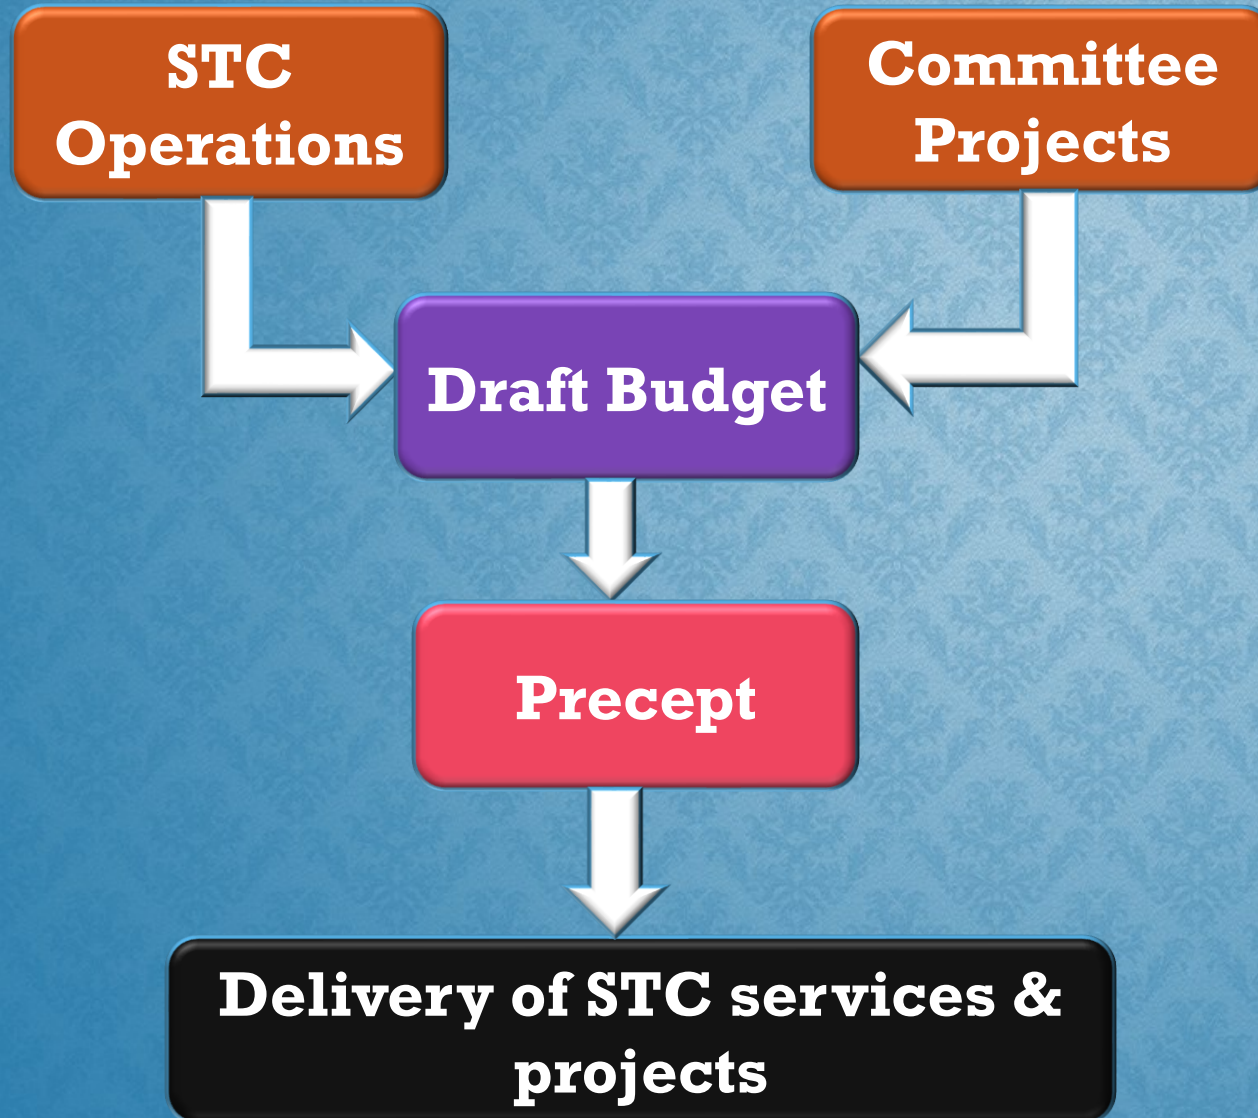 STC
Operations
Committee
Projects
Draft Budget
Precept
Delivery of STC services &
projects